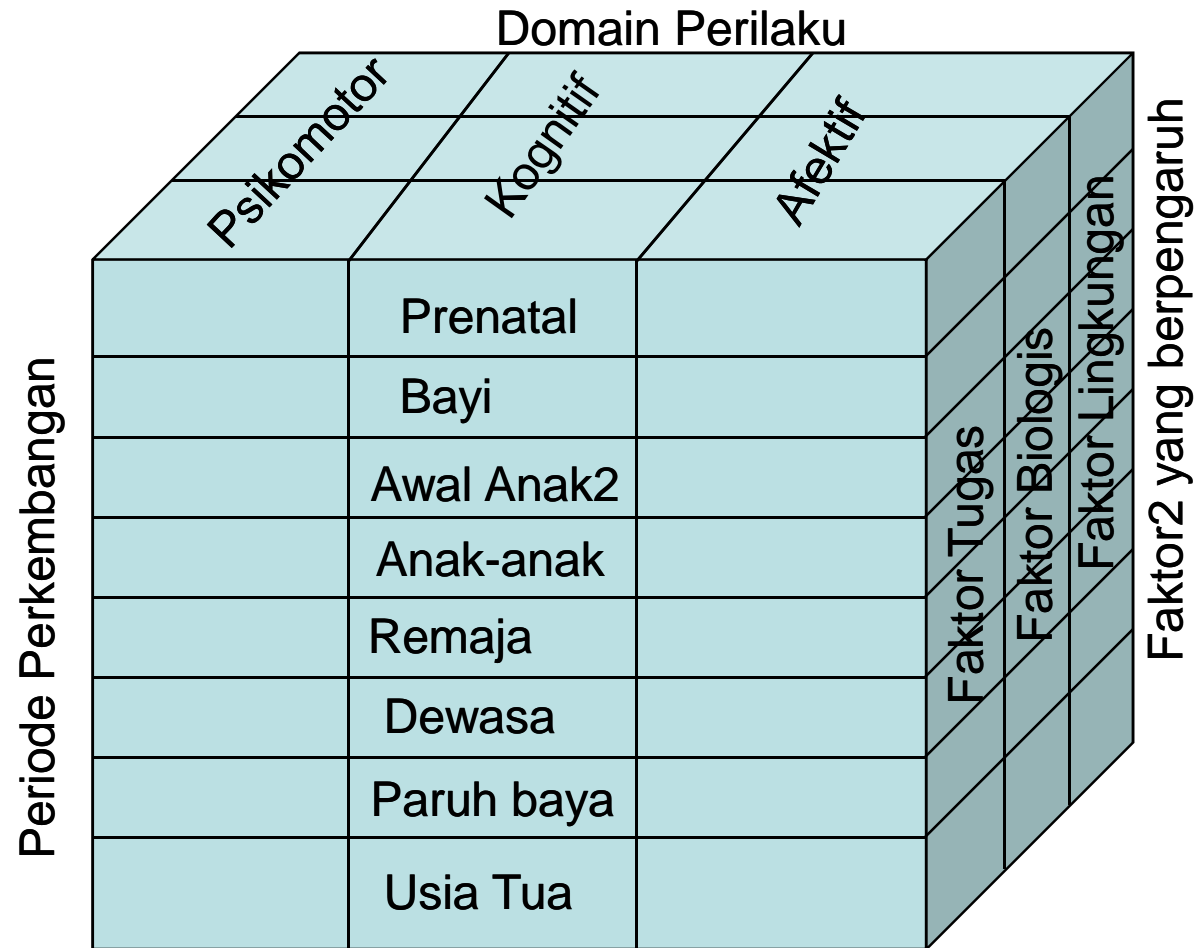 Domain Perilaku
Psikomotor
Kognitif
Afektif
Periode Perkembangan
Prenatal
Bayi
Awal Anak2
Anak-anak
Remaja
Dewasa
Paruh baya
Usia Tua
Faktor Tugas
Faktor Biologis
Faktor Lingkungan
Faktor2 yang berpengaruh